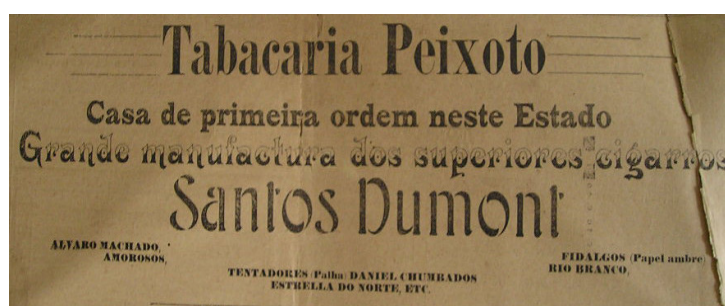 Tabacaria Peixoto
Casa de primeira ordem neste Estado
Grande manufactura dos superiores cigarros
Santos Dumont
ALVARO MACHADO,
AMOROSOS,
FIDALGOS (Papel ambre)
RIO BRANCO,
TENTADORES (Palha) DANIEL CHUMBADOS
ESTRELLA DO NORTE, ETC.